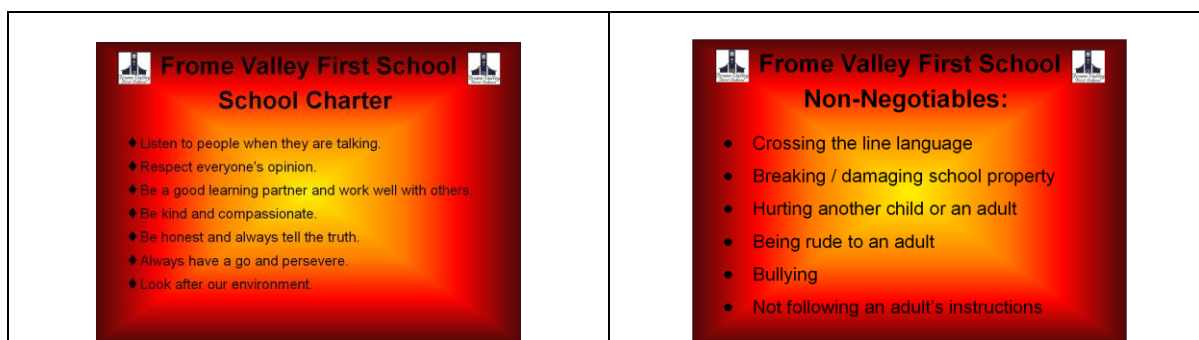 Frome Valley First School
School Charter
♦ Listen to people when they are talking.
♦ Respect everyone's opinion.
♦ Be a good learning partner and work well with others.
♦ Be kind and compassionate.
♦ Be honest and always tell the truth.
♦ Always have a go and persevere.
♦ Look after our environment.
Frome Valley First School
Non-Negotiables:
● Crossing the line language
● Breaking / damaging school property
● Hurting another child or an adult
● Being rude to an adult
● Bullying
● Not following an adult's instructions